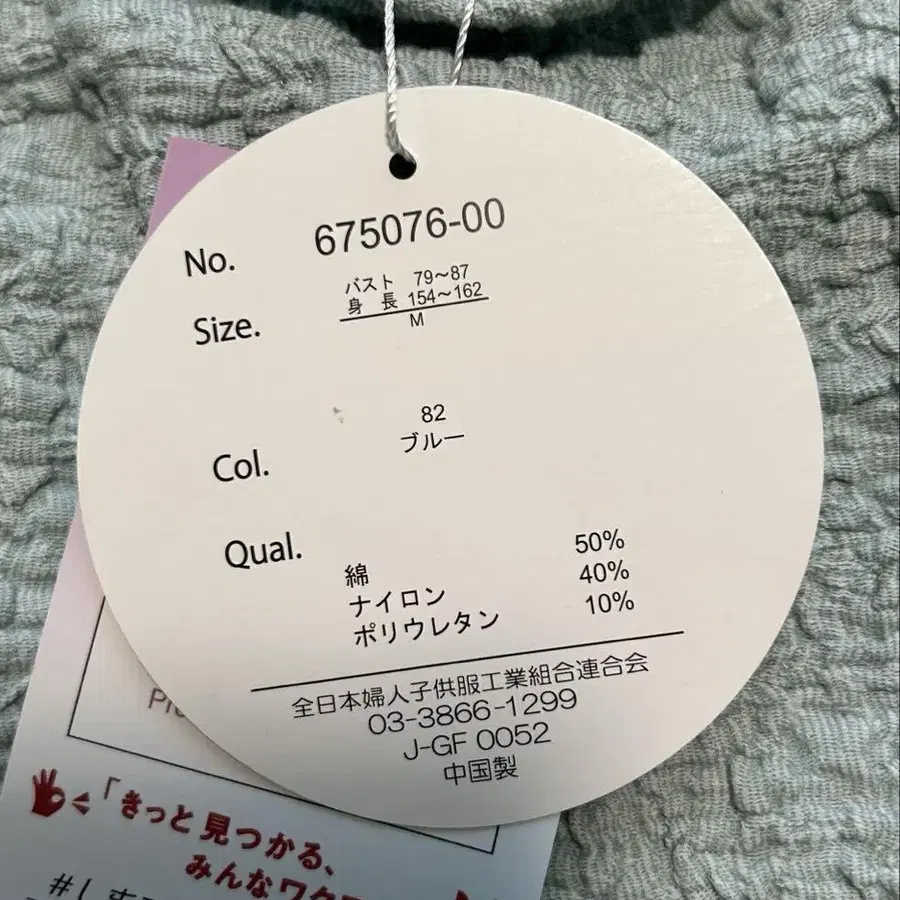 No. 675076-00
Size. バスト 79～87
身 長 154～162
M
82
Col. ブルー
Qual.
綿 50%
ナイロン 40%
ポリウレタン 10%
全日本婦人子供服工業組合連合会
03-3866-1299
J-GF 0052
中国製
「きっと見つかる、
みんなワク